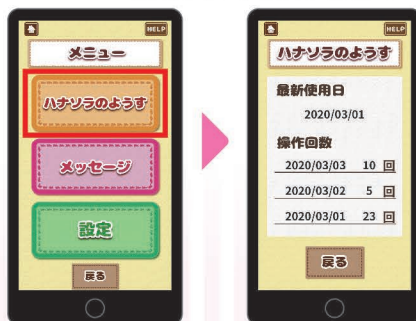 HELP
メニュー
ハナソラのようす
メッセージ
設定
戻る
HELP
ハナソラのようす
最新使用日
2020/03/01
操作回数
2020/03/03 10 回
2020/03/02 5 回
2020/03/01 23 回
戻る